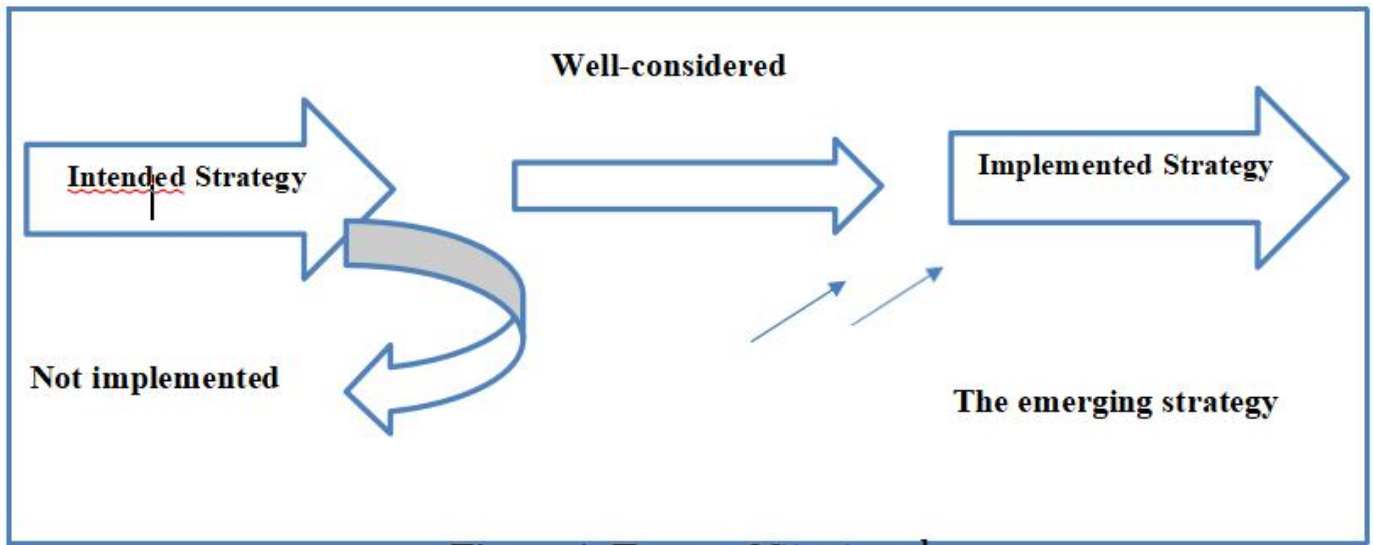 Well-considered
Intended Strategy
Implemented Strategy
Not implemented
The emerging strategy